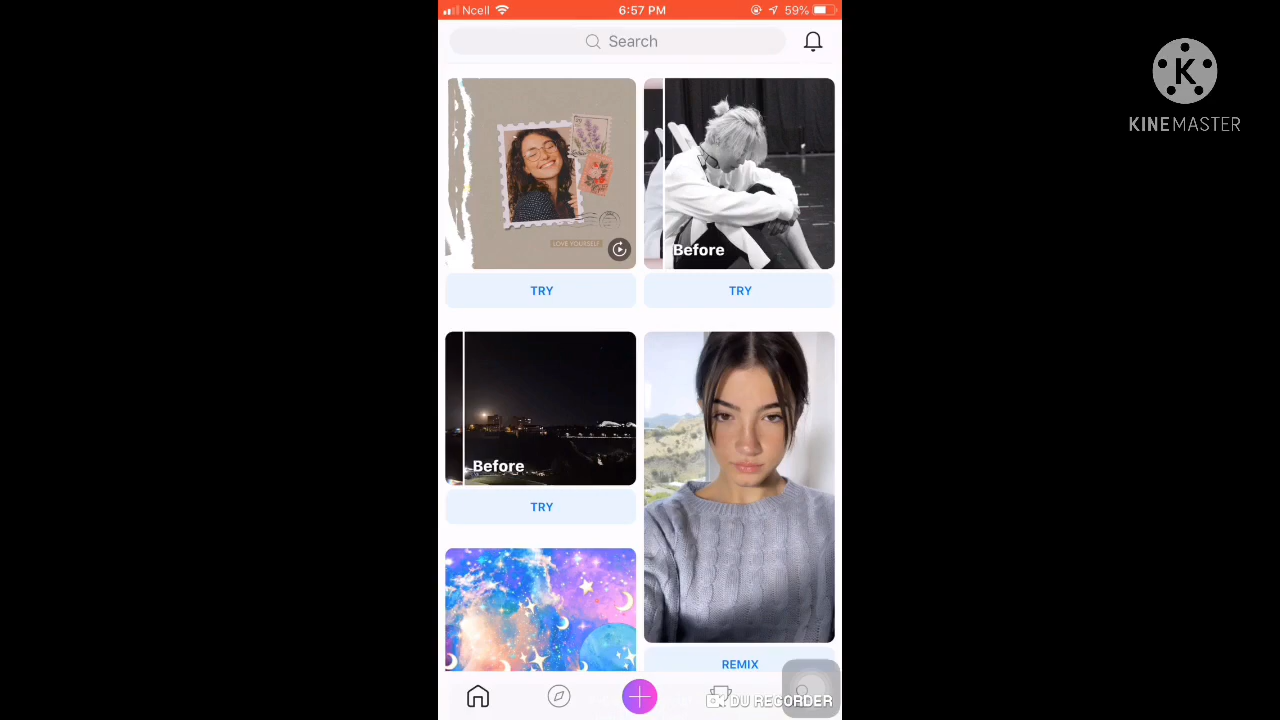 Ncell 6:57 PM 59%
Search
KINEMASTER
K
LOVE YOURSELF
Before
TRY
TRY
Before
TRY
REMIX
DU RECORDER